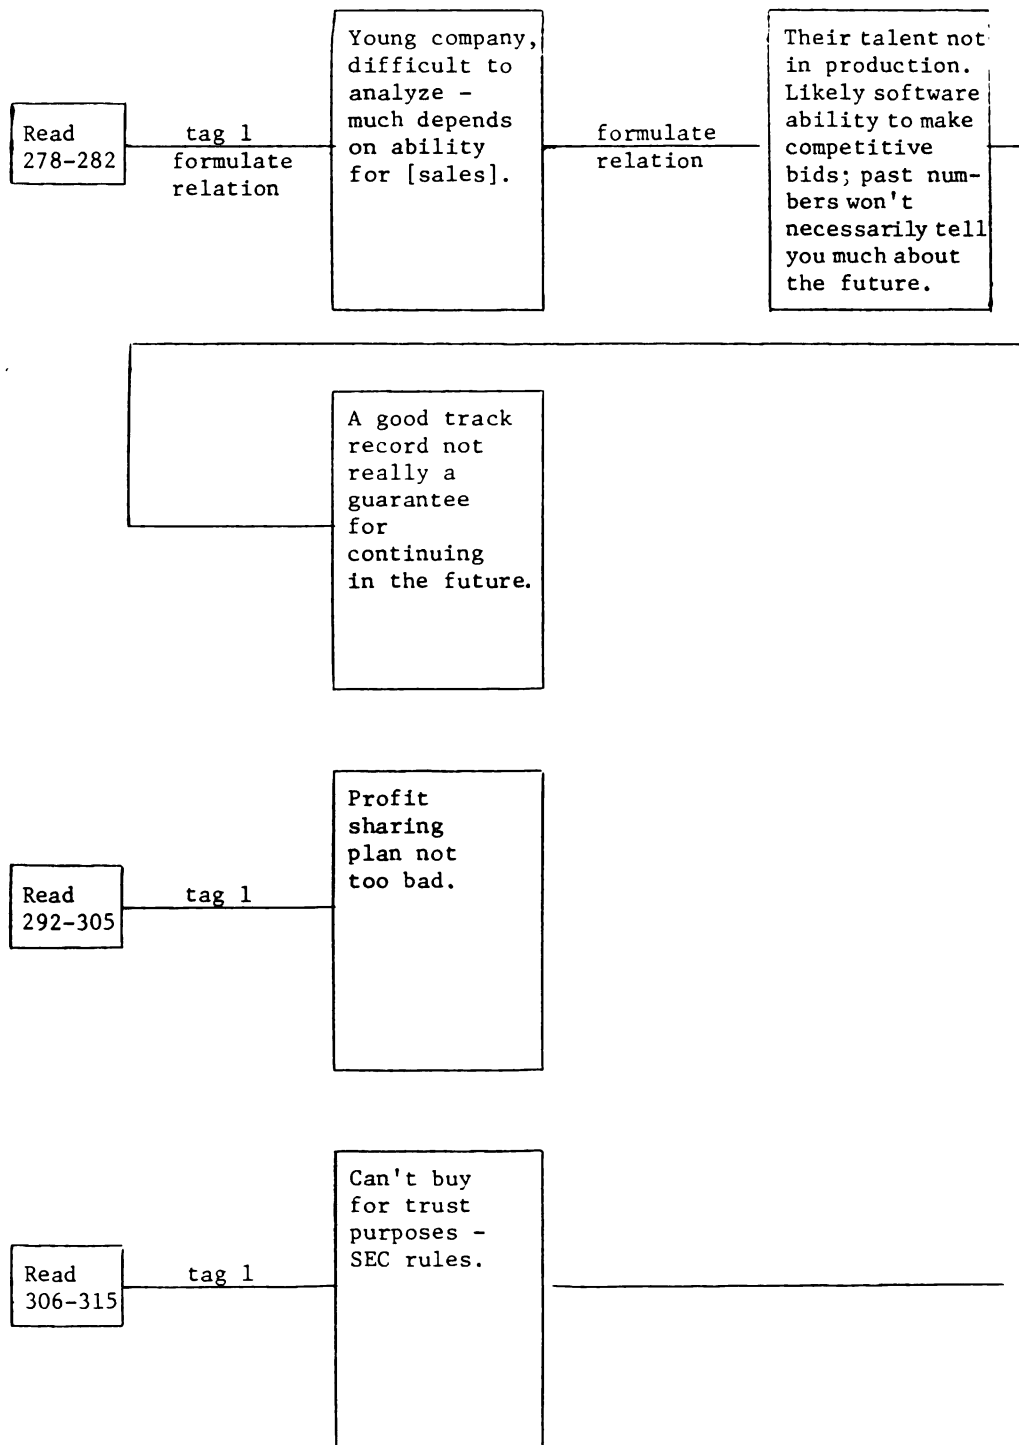 Read
278-282
tag 1
formulate
relation
Young company,
difficult to
analyze -
much depends
on ability
for [sales].
formulate
relation
Their talent not
in production.
Likely software
ability to make
competitive
bids; past num-
bers won't
necessarily tell
you much about
the future.
A good track
record not
really a
guarantee
for
continuing
in the future.
Read
292-305
tag 1
Profit
sharing
plan not
too bad.
Read
306-315
tag 1
Can't buy
for trust
purposes -
SEC rules.